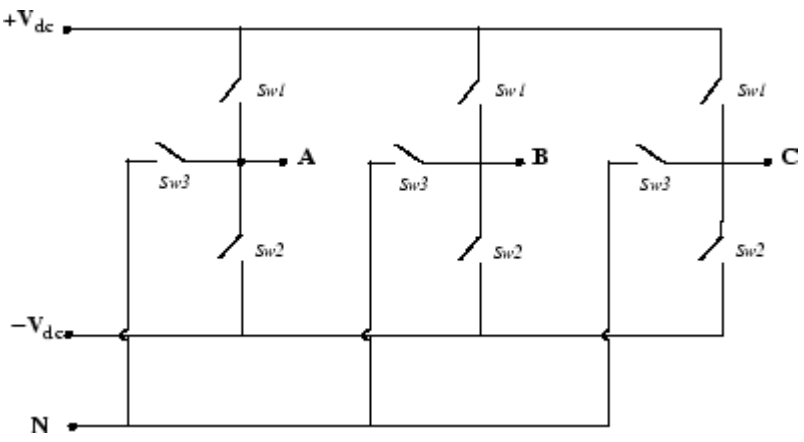 +Vdc
Sw1 Sw1 Sw1
A B C
Sw3 Sw3 Sw3
Sw2 Sw2 Sw2
−Vdc
N